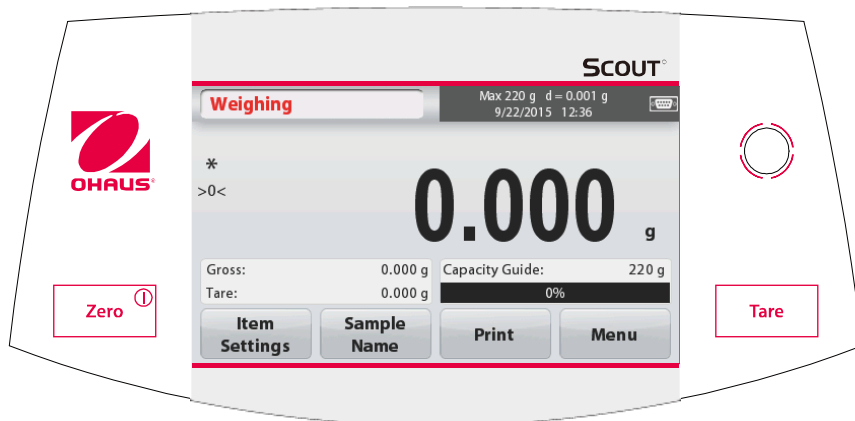 SCOUT
Weighing
Max 220 g d = 0.001 g
9/22/2015 12:36
OHAUS
*
>0<
0.000 g
Gross: 0.000 g
Tare: 0.000 g
Capacity Guide: 220 g
0%
Zero
Tare
Item Settings
Sample Name
Print
Menu